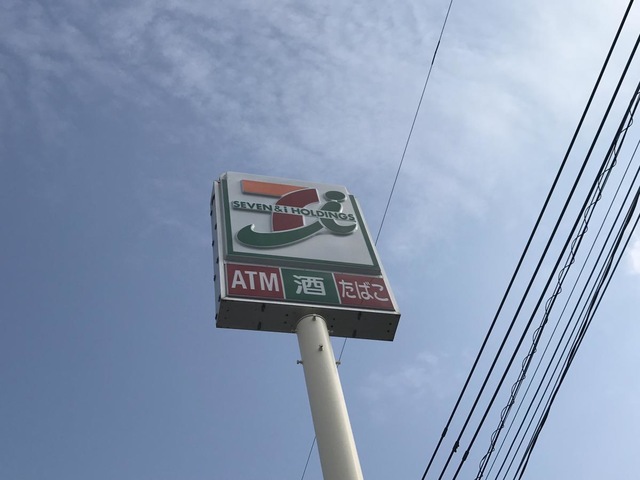 SEVEN & i HOLDINGS
ATM 酒 たばこ